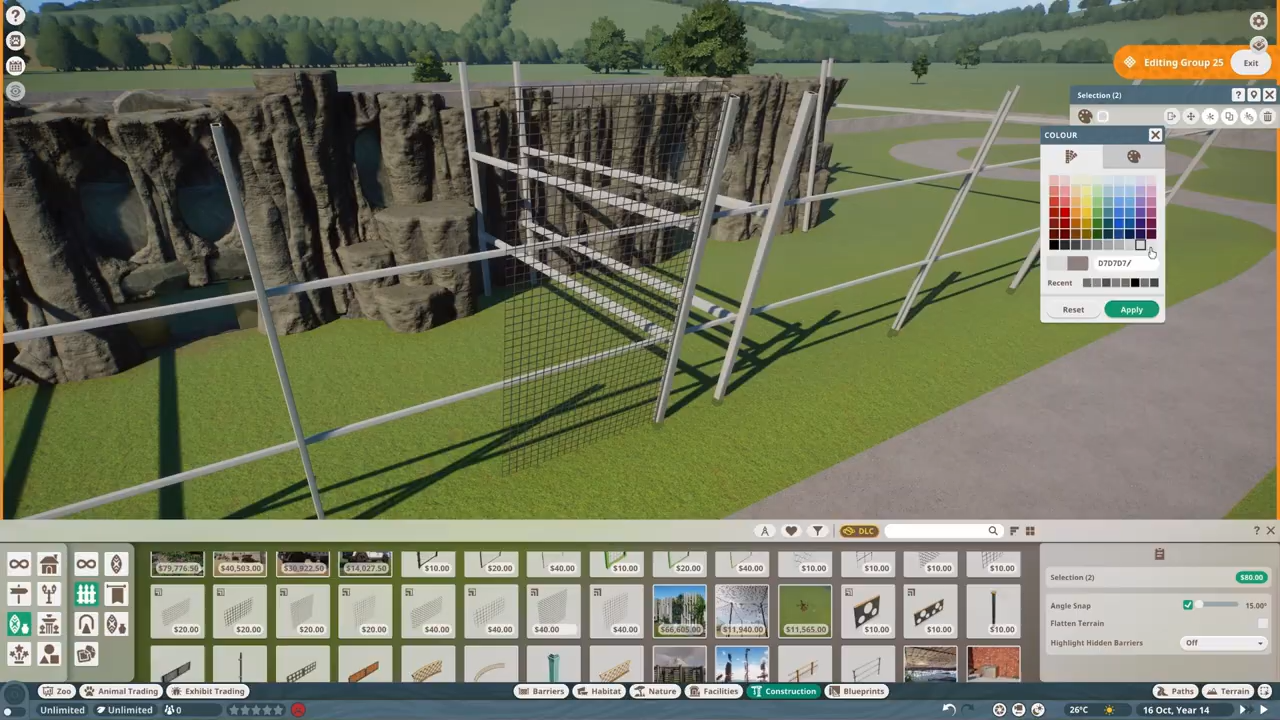 Editing Group 25
Exit
Selection (2)
?
COLOUR
D7D7D7
Recent
Reset
Apply
DLC
?
$79,776.50
$40,503.00
$30,922.50
$14,027.50
$10.00
$20.00
$40.00
$10.00
$20.00
$40.00
$10.00
$20.00
$10.00
$20.00
$20.00
$20.00
$20.00
$40.00
$40.00
$40.00
$40.00
$66,605.00
$11,940.00
$11,565.00
$10.00
$10.00
$10.00
Selection (2)
$80.00
Angle Snap
15.00°
Flatten Terrain
Highlight Hidden Barriers
Off
Zoo
Animal Trading
Exhibit Trading
Barriers
Habitat
Nature
Facilities
Construction
Blueprints
Paths
Terrain
Unlimited
Unlimited
0
26°C
16 Oct, Year 14